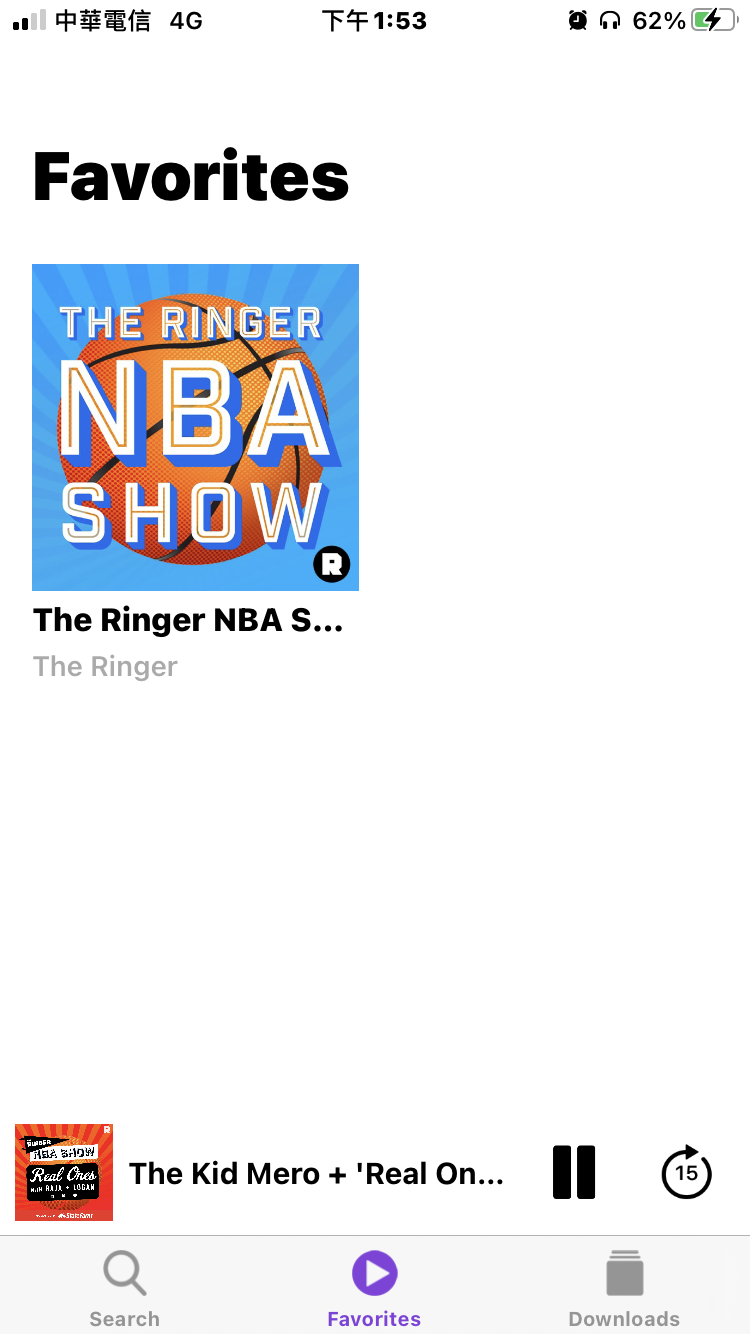 中華電信 4G 下午1:53 62%
Favorites
THE RINGER
NBA
SHOW
R
The Ringer NBA S...
The Ringer
R
RINGER
NBA SHOW
Real Ones
WITH RAJA + LOGAN
StateFarm
The Kid Mero + 'Real On...
15
Search Favorites Downloads